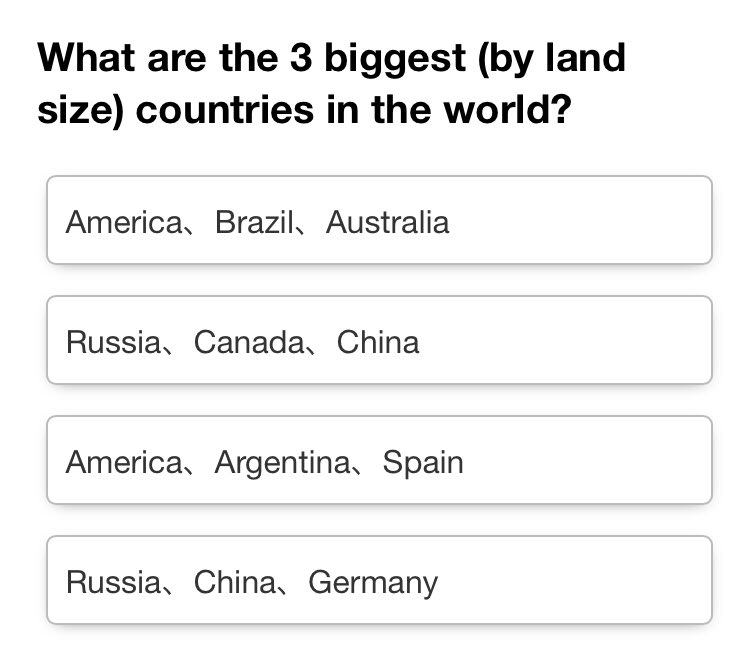 What are the 3 biggest (by land
size) countries in the world?
America、Brazil、Australia
Russia、Canada、China
America、Argentina、Spain
Russia、China、Germany